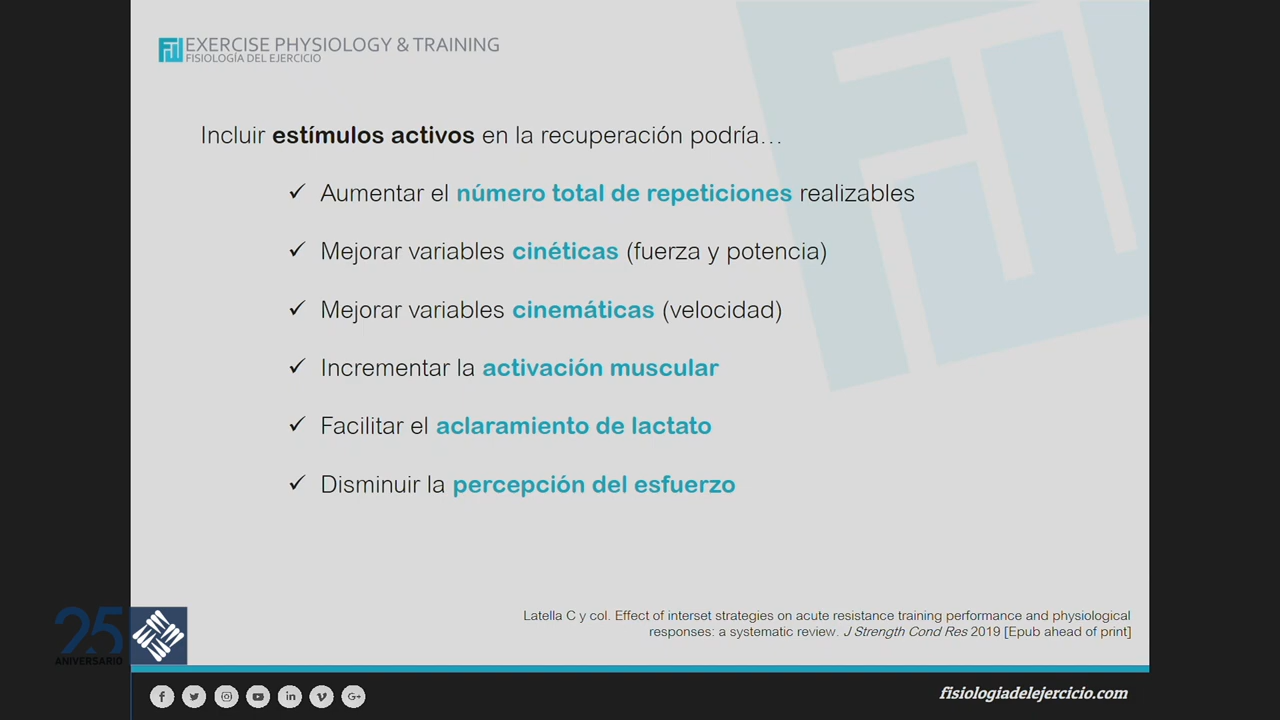 EXERCISE PHYSIOLOGY & TRAINING
FISIOLOGÍA DEL EJERCICIO
Incluir estímulos activos en la recuperación podría…
✓ Aumentar el número total de repeticiones realizables
✓ Mejorar variables cinéticas (fuerza y potencia)
✓ Mejorar variables cinemáticas (velocidad)
✓ Incrementar la activación muscular
✓ Facilitar el aclaramiento de lactato
✓ Disminuir la percepción del esfuerzo
Latella C y col. Effect of interset strategies on acute resistance training performance and physiological
responses: a systematic review. J Strength Cond Res 2019 [Epub ahead of print]
25
ANIVERSARIO
fisiologiadelejercicio.com